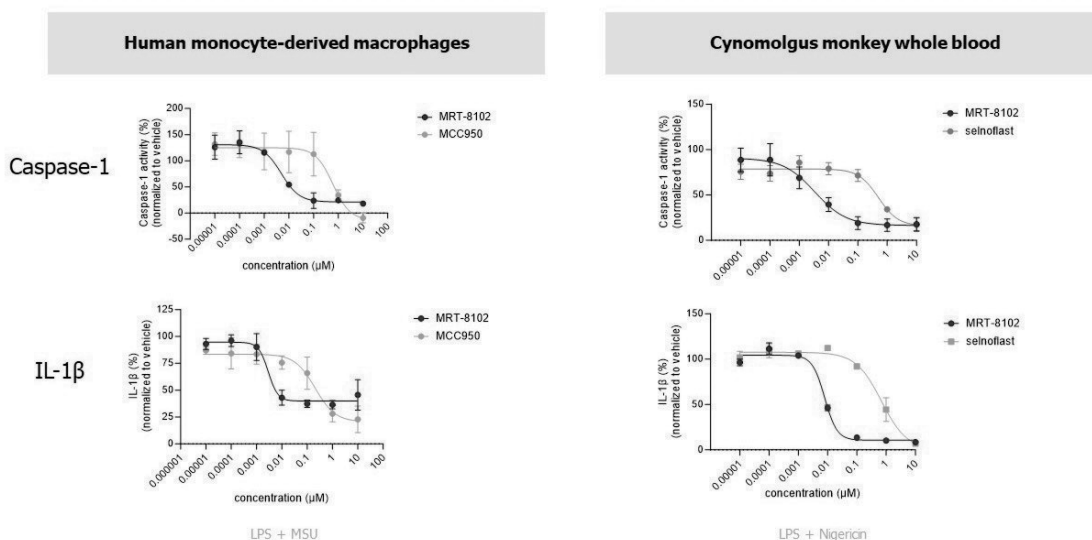 Human monocyte-derived macrophages
Cynomolgus monkey whole blood
Caspase-1
Caspase-1 activity (%)
(normalized to vehicle)
200
150
100
50
0
-50
0.00001
0.0001
0.001
0.01
0.1
1
10
100
concentration (µM)
MRT-8102
MCC950
Caspase-1 activity (%)
(normalized to vehicle)
150
100
50
0
0.00001
0.0001
0.001
0.01
0.1
1
10
concentration (µM)
MRT-8102
selnoflast
IL-1β
IL-1β (%)
(normalized to vehicle)
125
100
75
50
25
0
0.000001
0.00001
0.0001
0.001
0.01
0.1
1
10
100
concentration (µM)
MRT-8102
MCC950
IL-1β (%)
(normalized to vehicle)
150
100
50
0
0.00001
0.0001
0.001
0.01
0.1
1
10
concentration (µM)
MRT-8102
selnoflast
LPS + MSU
LPS + Nigericin